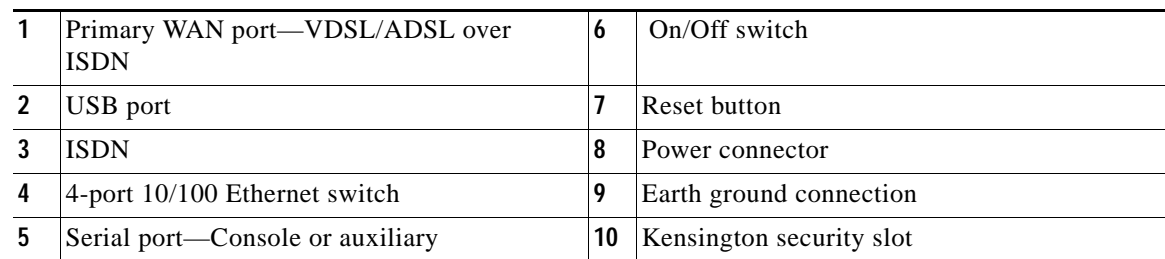 1 Primary WAN port—VDSL/ADSL over 6 On/Off switch
ISDN
2 USB port 7 Reset button
3 ISDN 8 Power connector
4 4-port 10/100 Ethernet switch 9 Earth ground connection
5 Serial port—Console or auxiliary 10 Kensington security slot